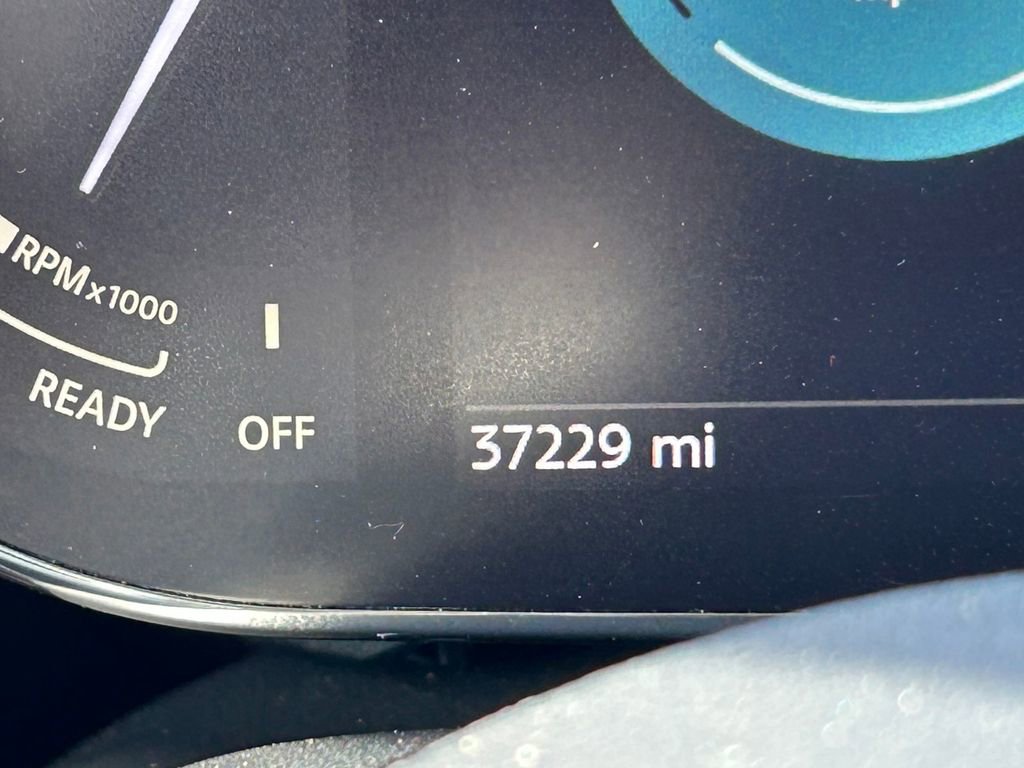 RPM x1000
READY
OFF
37229 mi